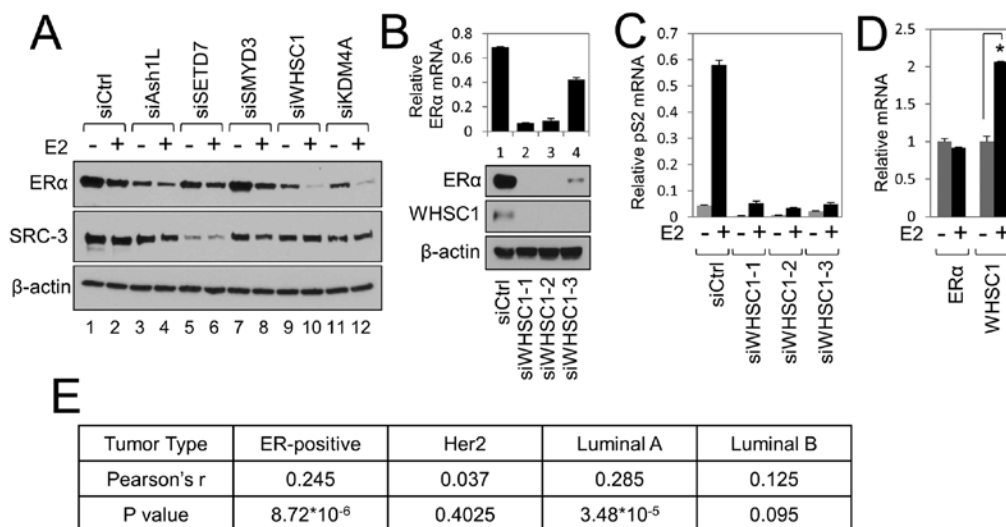 A
siCtrl
siAsh1L
siSETD7
siSMYD3
siWHSC1
siKDM4A
E2 - + - + - + - + - + - +
ERα
SRC-3
β-actin
1 2 3 4 5 6 7 8 9 10 11 12
B
Relative ERα mRNA
0.8
0.6
0.4
0.2
0
1 2 3 4
ERα
WHSC1
β-actin
siCtrl
siWHSC1-1
siWHSC1-2
siWHSC1-3
C
Relative pS2 mRNA
0.7
0.6
0.5
0.4
0.3
0.2
0.1
0
E2 - + - + - + - +
siCtrl
siWHSC1-1
siWHSC1-2
siWHSC1-3
D
Relative mRNA
2.5
2
1.5
1
0.5
0
*
E2 - + - +
ERα
WHSC1
E
Tumor Type ER-positive Her2 Luminal A Luminal B
Pearson's r 0.245 0.037 0.285 0.125
P value 8.72*10-6 0.4025 3.48*10-5 0.095